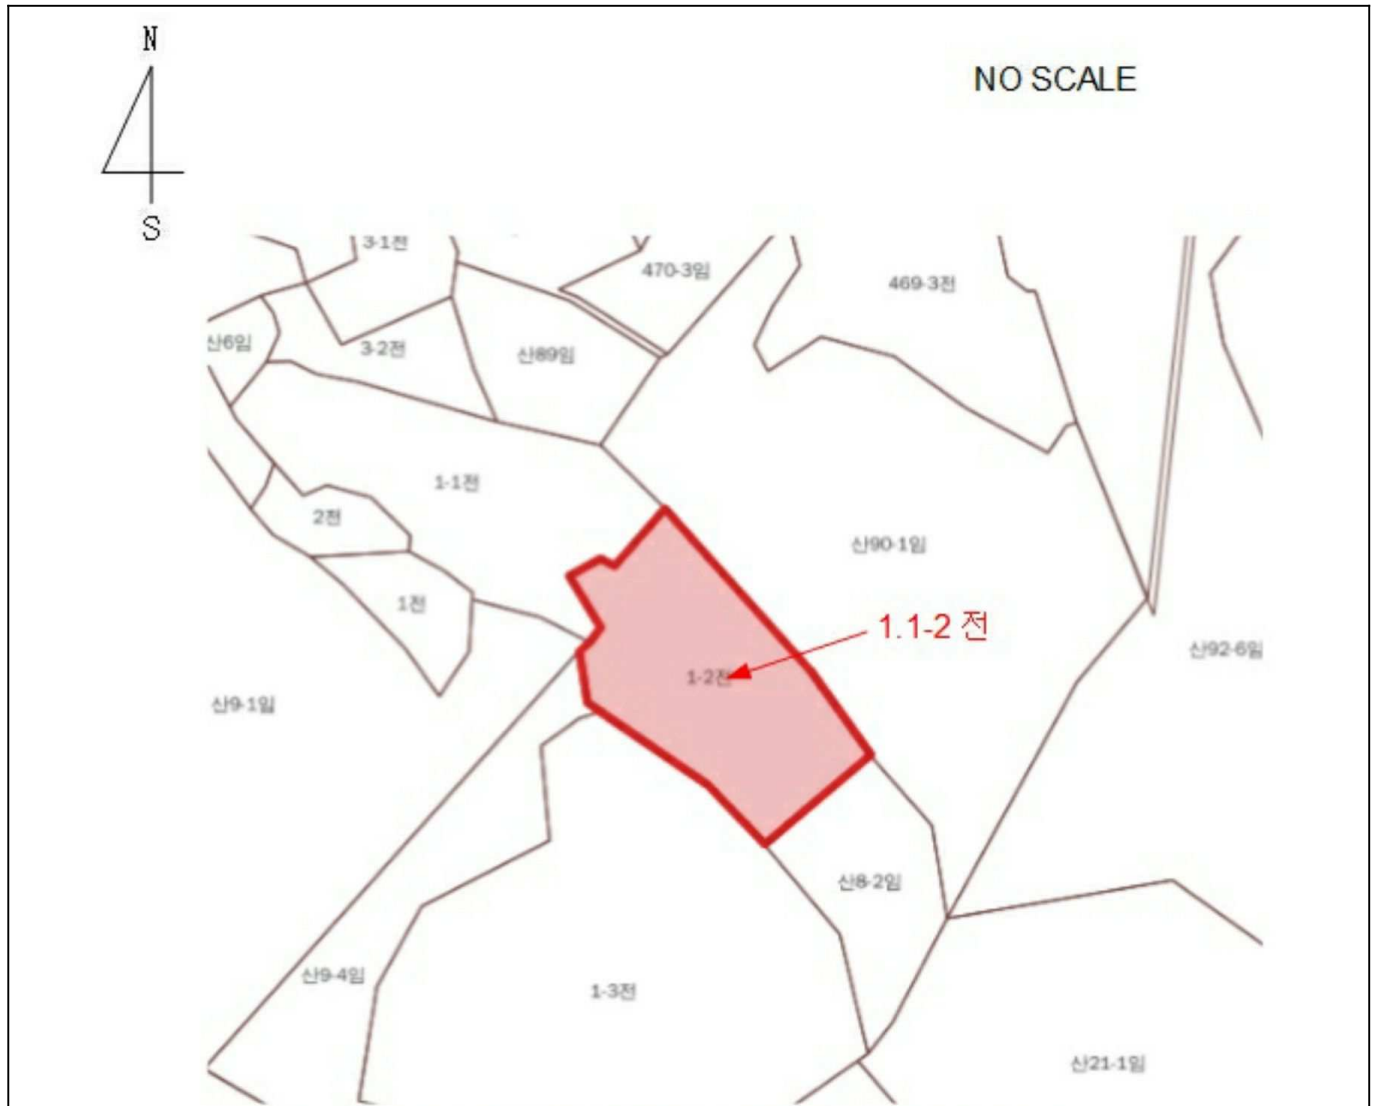 N
NO SCALE
S
3-1전
470-3임
469-3전
산6임
3-2전
산89임
1-1전
2전
산90-1임
1전
1.1-2 전
산92-6임
1-2전
산9-1임
산8-2임
산9-4임
1-3전
산21-1임